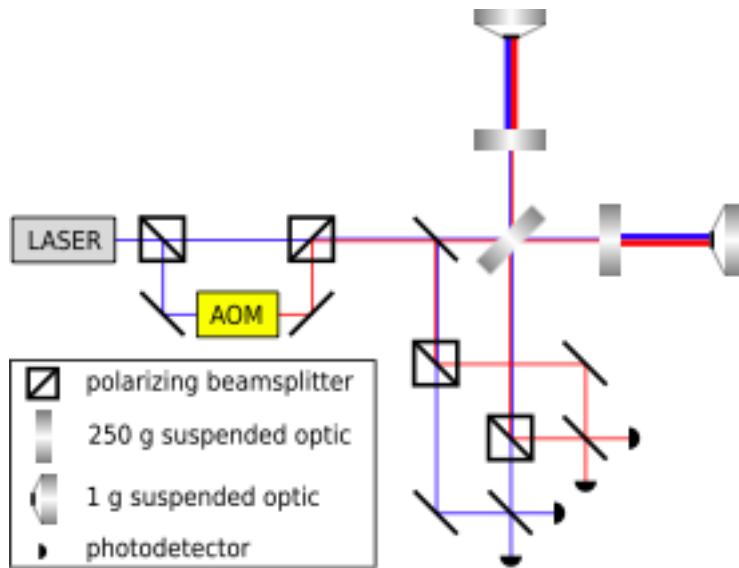 LASER
AOM
polarizing beamsplitter
250 g suspended optic
1 g suspended optic
photodetector